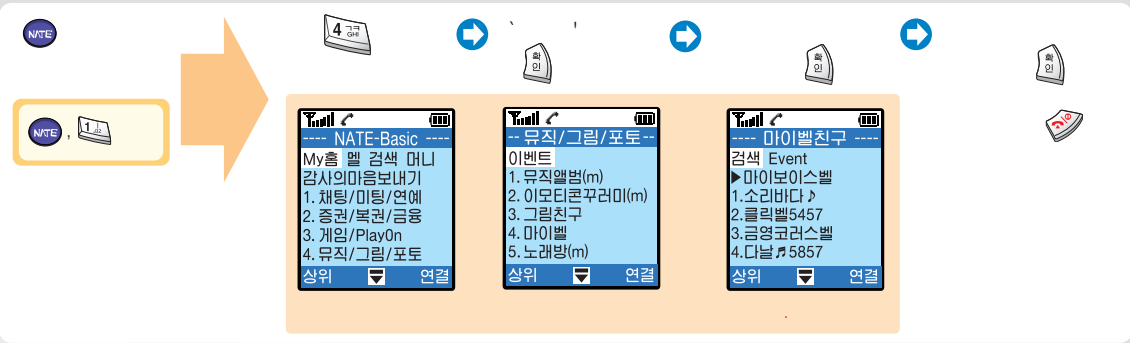 NATE
NATE , 1 .@Z
4 ㄱㅋ GHI
` '
확인
확인
확인
---- NATE-Basic ----
My홈 멜 검색 머니
감사의마음보내기
1. 채팅/미팅/연예
2. 증권/복권/금융
3. 게임/PlayOn
4. 뮤직/그림/포토
상위 연결
-- 뮤직/그림/포토--
이벤트
1. 뮤직앨범(m)
2. 이모티콘꾸러미(m)
3. 그림친구
4. 마이벨
5. 노래방(m)
상위 연결
---- 마이벨친구 ----
검색 Event
▶마이보이스벨
1.소리바다♪
2.클릭벨5457
3.금영코러스벨
4.다날♬5857
상위 연결